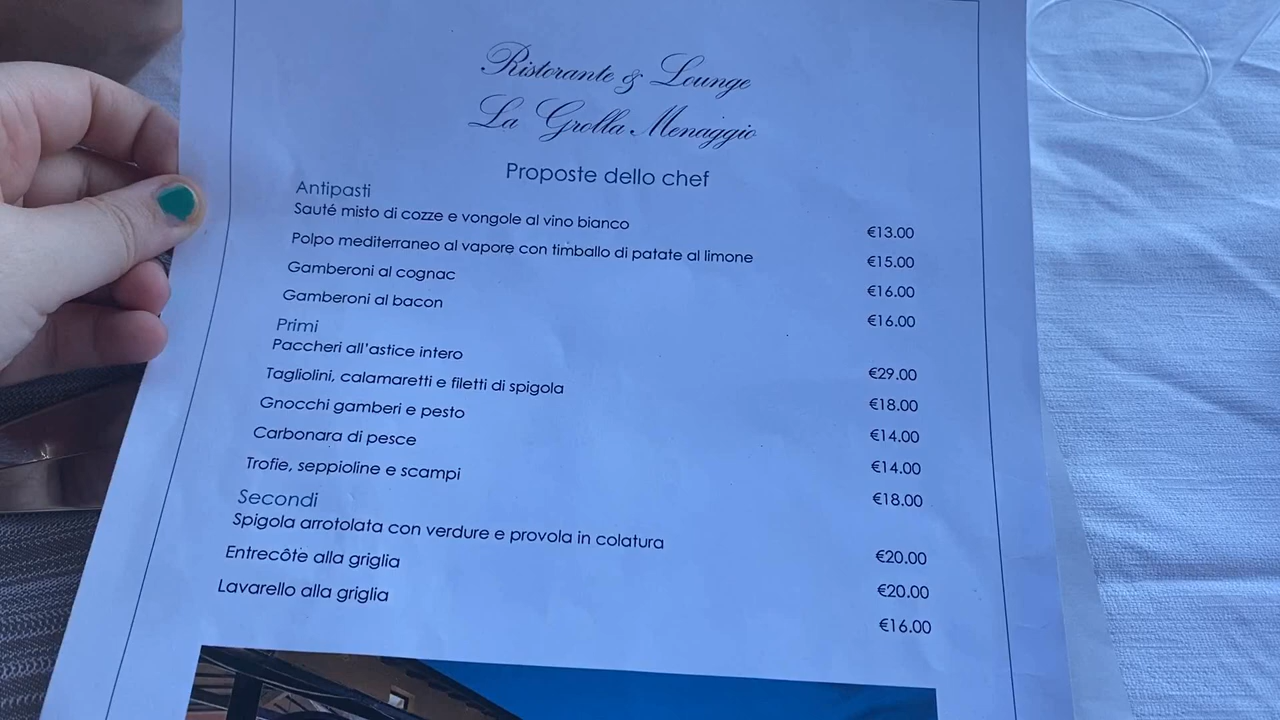 Ristorante & Lounge
La Grolla Menaggio
Proposte dello chef
Antipasti
Sauté misto di cozze e vongole al vino bianco €13.00
Polpo mediterraneo al vapore con timballo di patate al limone €15.00
Gamberoni al cognac €16.00
Gamberoni al bacon €16.00
Primi
Paccheri all'astice intero €29.00
Tagliolini, calamaretti e filetti di spigola €18.00
Gnocchi gamberi e pesto €14.00
Carbonara di pesce €14.00
Trofie, seppioline e scampi €18.00
Secondi
Spigola arrotolata con verdure e provola in colatura €20.00
Entrecôte alla griglia €20.00
Lavarello alla griglia €16.00